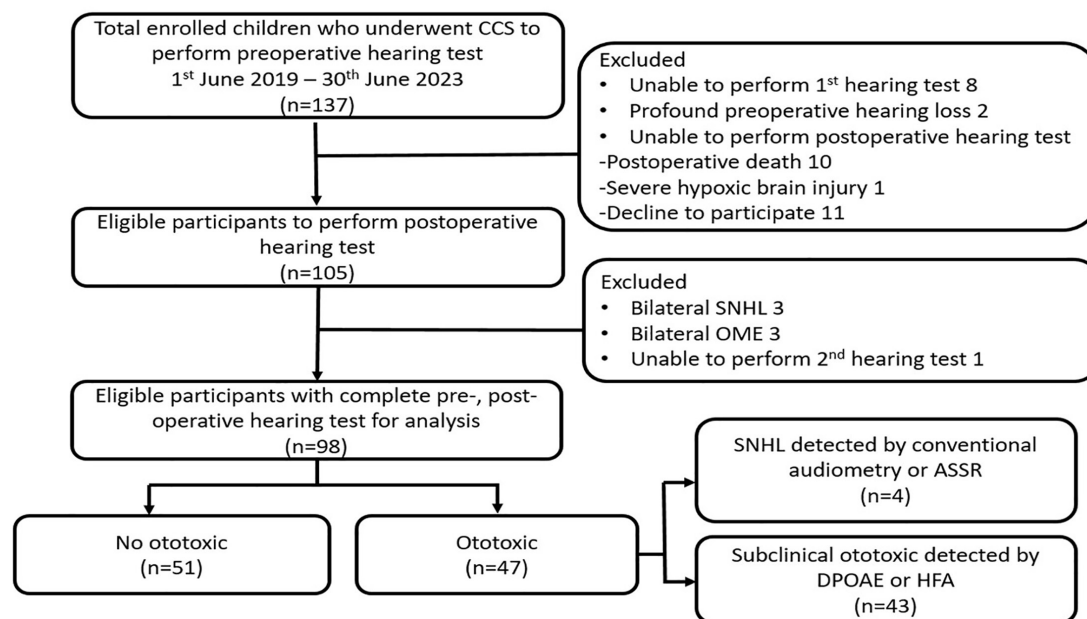 Total enrolled children who underwent CCS to
perform preoperative hearing test
1st June 2019 – 30th June 2023
(n=137)
Excluded
• Unable to perform 1st hearing test 8
• Profound preoperative hearing loss 2
• Unable to perform postoperative hearing test
-Postoperative death 10
-Severe hypoxic brain injury 1
-Decline to participate 11
Eligible participants to perform postoperative
hearing test
(n=105)
Excluded
• Bilateral SNHL 3
• Bilateral OME 3
• Unable to perform 2nd hearing test 1
Eligible participants with complete pre-, post-
operative hearing test for analysis
(n=98)
No ototoxic
(n=51)
Ototoxic
(n=47)
SNHL detected by conventional
audiometry or ASSR
(n=4)
Subclinical ototoxic detected by
DPOAE or HFA
(n=43)